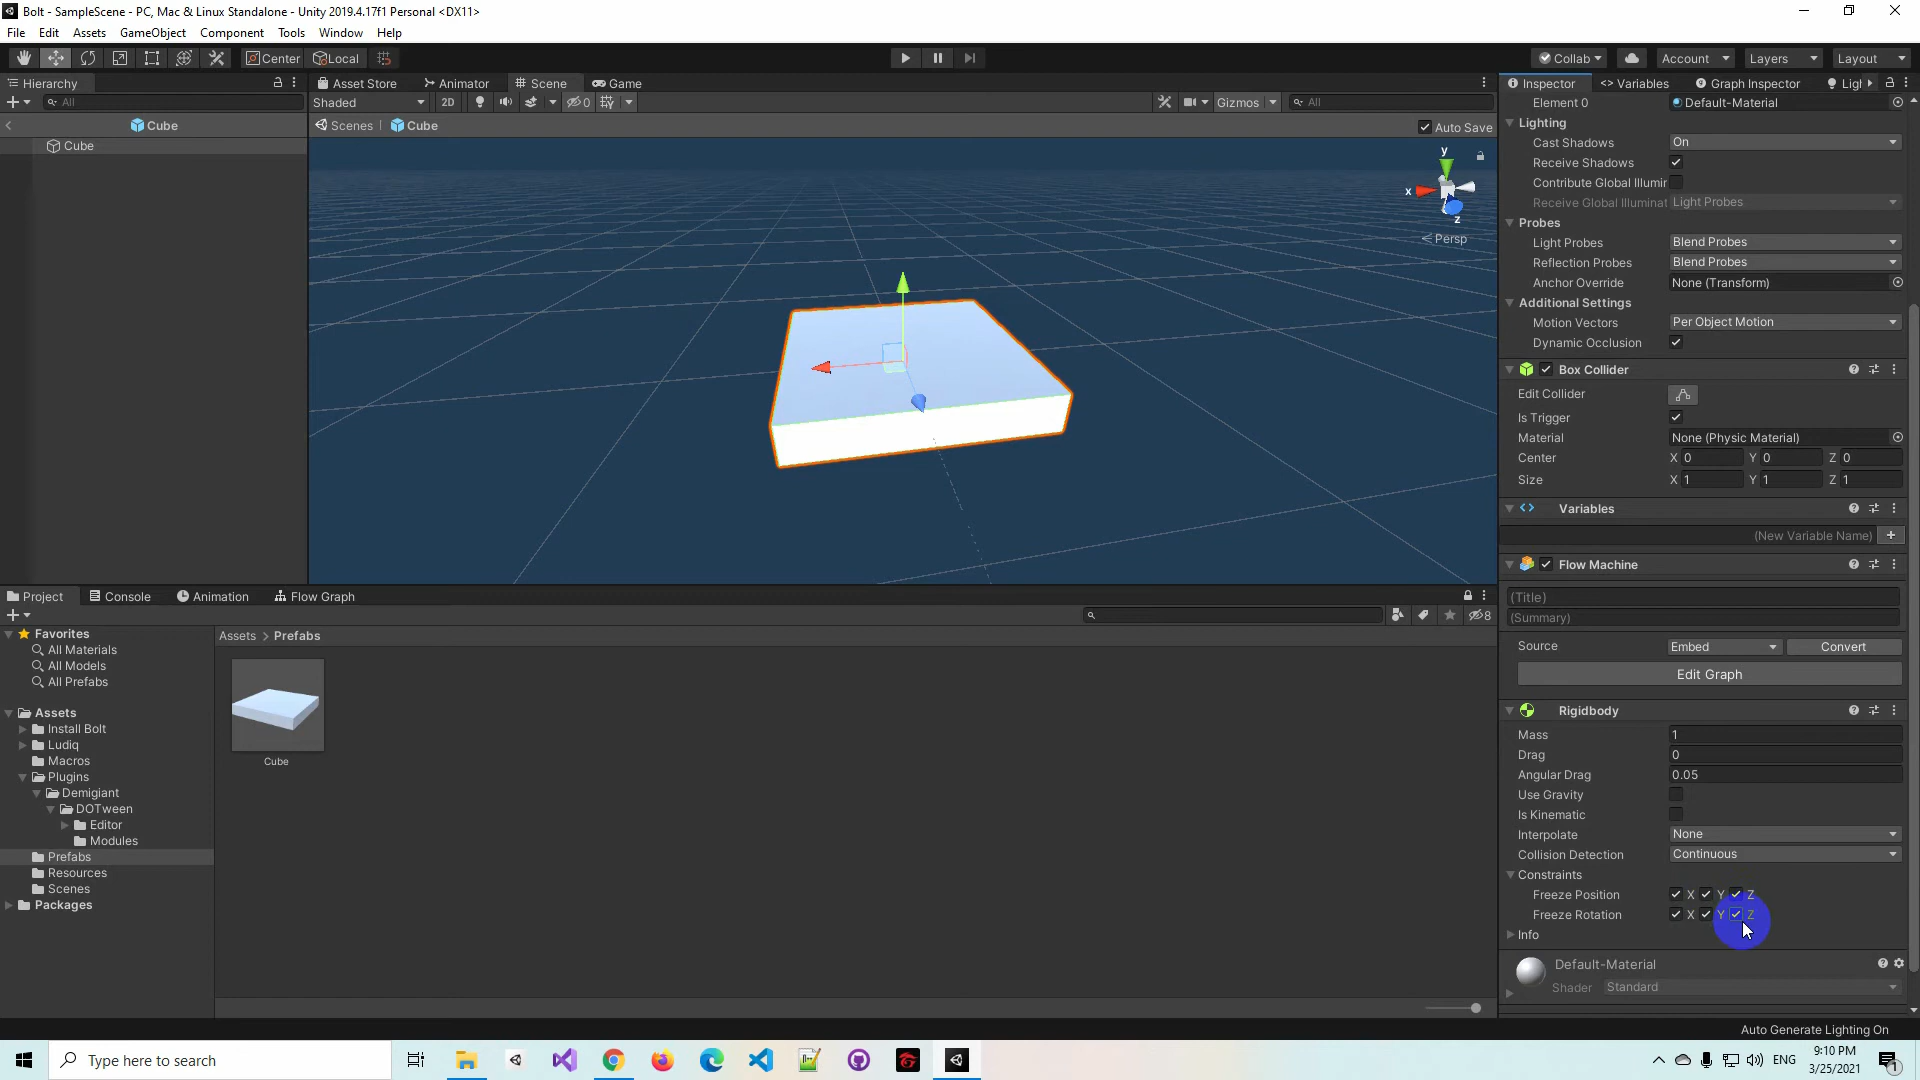 Bolt - SampleScene - PC, Mac & Linux Standalone - Unity 2019.4.17f1 Personal <DX11>
File Edit Assets GameObject Component Tools Window Help
Center Local
Collab Account Layers Layout
Hierarchy
All
Cube
Cube
Asset Store Animator Scene Game
Shaded 2D 0 Gizmos All
Scenes Cube Auto Save
y
x
z
Persp
Inspector Variables Graph Inspector Ligh
Element 0 Default-Material
Lighting
Cast Shadows On
Receive Shadows
Contribute Global Illumir
Receive Global Illuminat Light Probes
Probes
Light Probes Blend Probes
Reflection Probes Blend Probes
Anchor Override None (Transform)
Additional Settings
Motion Vectors Per Object Motion
Dynamic Occlusion
Box Collider
Edit Collider
Is Trigger
Material None (Physic Material)
Center X 0 Y 0 Z 0
Size X 1 Y 1 Z 1
Variables
(New Variable Name)
Flow Machine
(Title)
(Summary)
Source Embed Convert
Edit Graph
Rigidbody
Mass 1
Drag 0
Angular Drag 0.05
Use Gravity
Is Kinematic
Interpolate None
Collision Detection Continuous
Constraints
Freeze Position X Y Z
Freeze Rotation X Y Z
Info
Default-Material
Shader Standard
Project Console Animation Flow Graph
8
Favorites
All Materials
All Models
All Prefabs
Assets
Install Bolt
Ludiq
Macros
Plugins
Demigiant
DOTween
Editor
Modules
Prefabs
Resources
Scenes
Packages
Assets > Prefabs
Cube
Auto Generate Lighting On
Type here to search
ENG
9:10 PM
3/25/2021
1